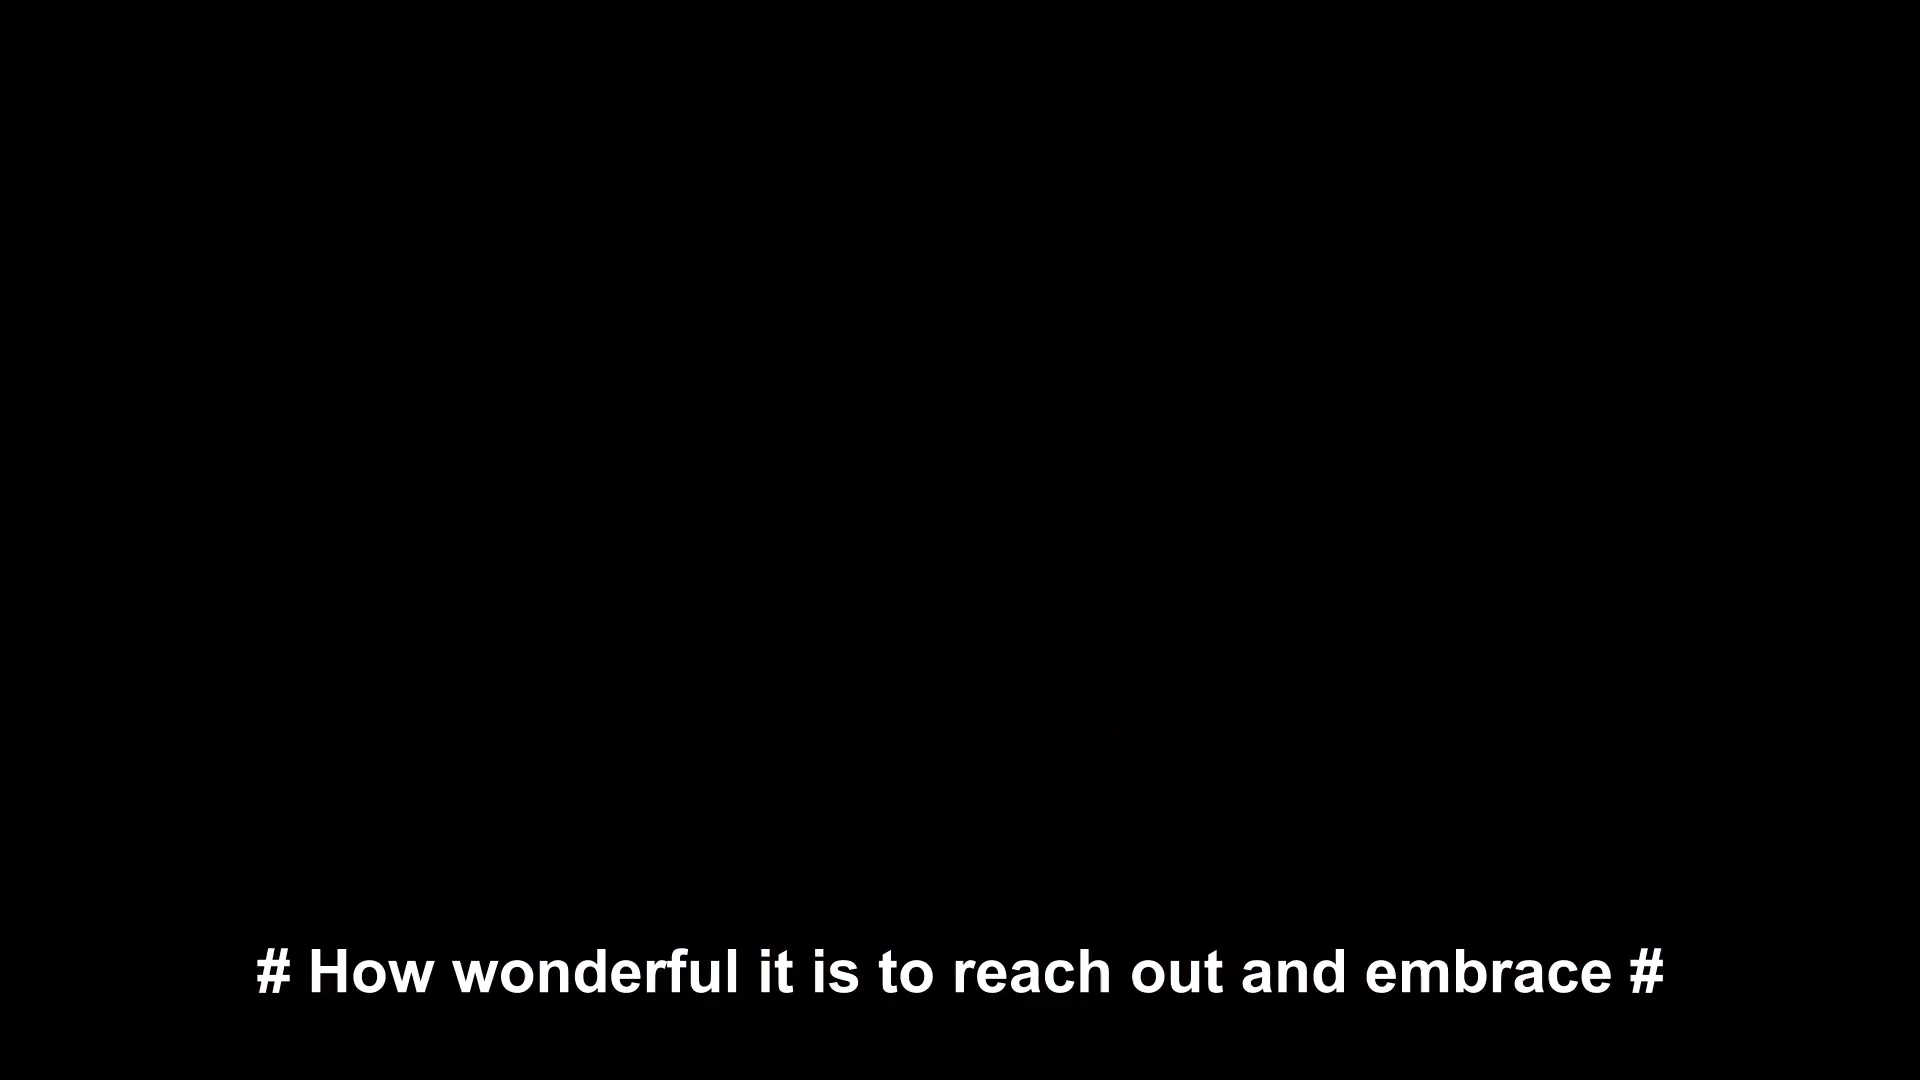 # How wonderful it is to reach out and embrace #